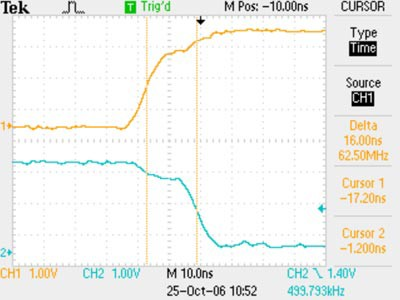 Tek Trig'd M Pos: -10.00ns CURSOR
Type
Time
Source
CH1
Delta
16.00ns
62.50MHz
Cursor 1
-17.20ns
Cursor 2
-1.200ns
1
2
CH1 1.00V CH2 1.00V M 10.0ns CH2 1.40V
25-Oct-06 10:52 499.793kHz